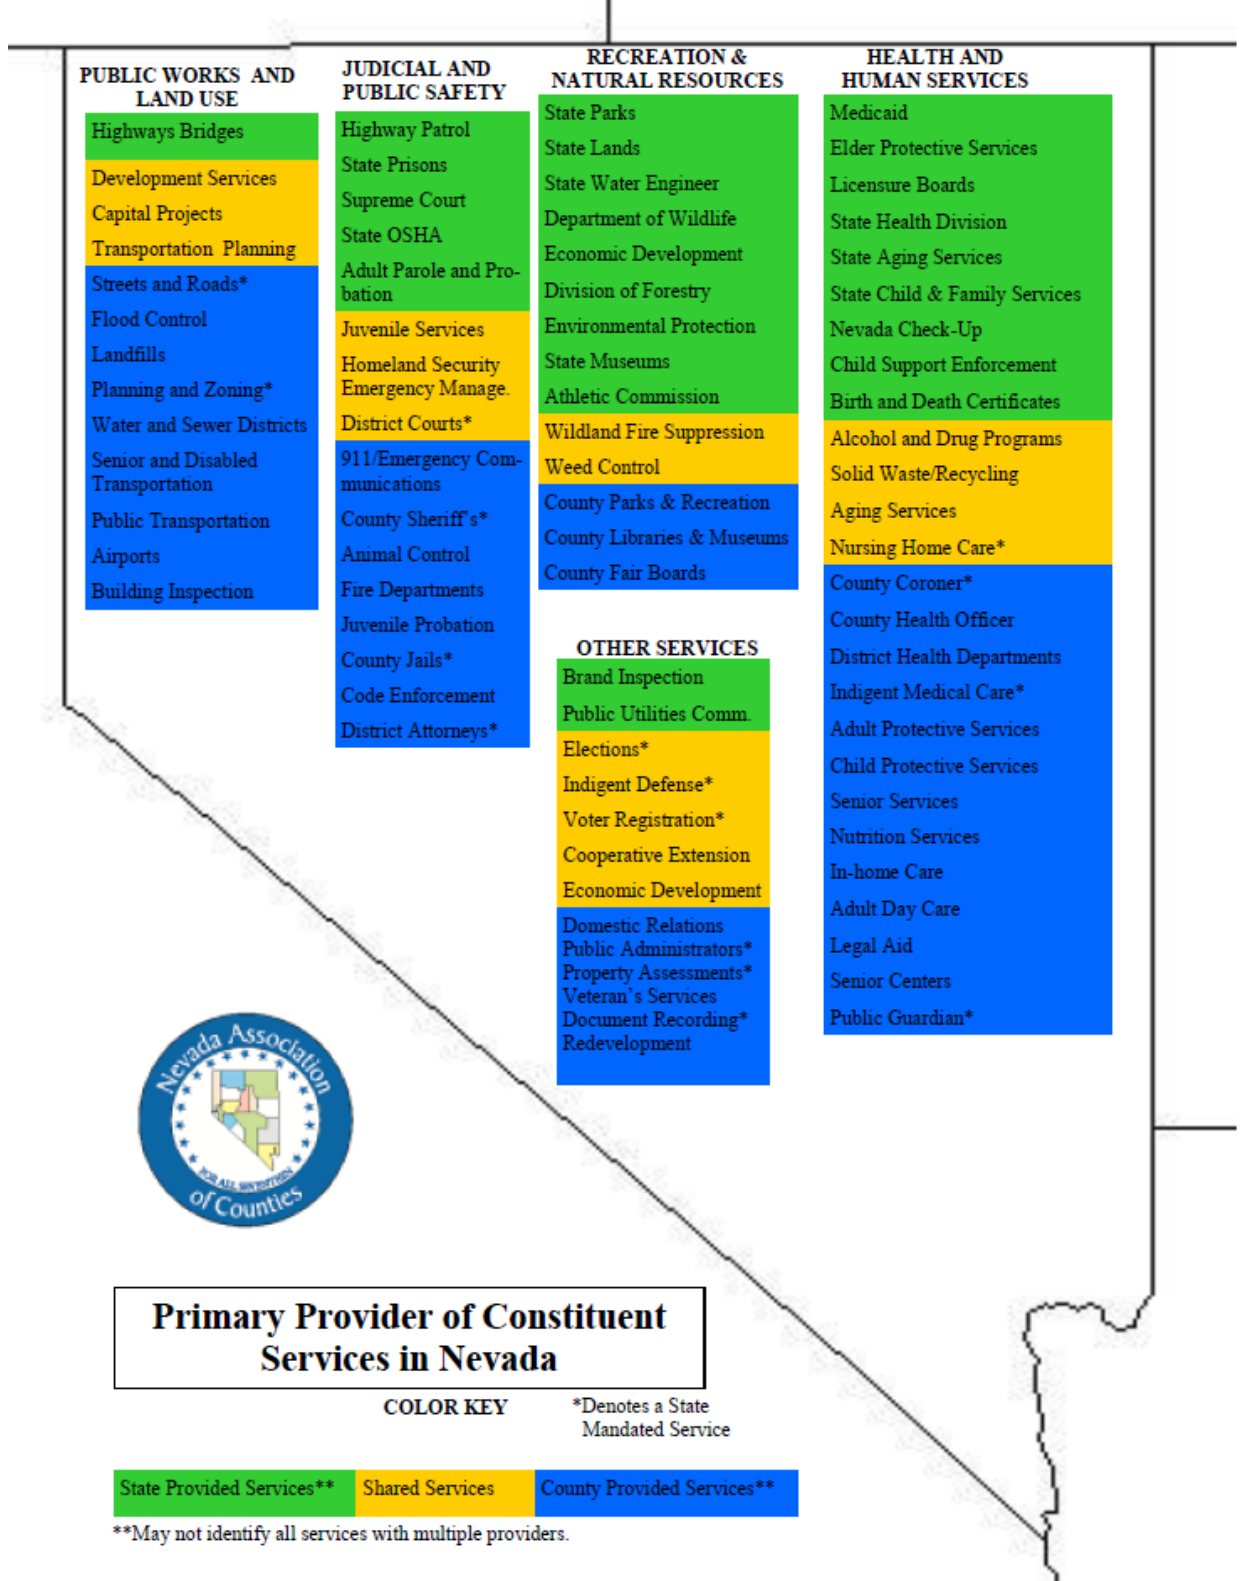 PUBLIC WORKS AND
LAND USE
Highways Bridges
Development Services
Capital Projects
Transportation Planning
Streets and Roads*
Flood Control
Landfills
Planning and Zoning*
Water and Sewer Districts
Senior and Disabled
Transportation
Public Transportation
Airports
Building Inspection
JUDICIAL AND
PUBLIC SAFETY
Highway Patrol
State Prisons
Supreme Court
State OSHA
Adult Parole and Pro-
bation
Juvenile Services
Homeland Security
Emergency Manage.
District Courts*
911/Emergency Com-
munications
County Sheriff's*
Animal Control
Fire Departments
Juvenile Probation
County Jails*
Code Enforcement
District Attorneys*
RECREATION &
NATURAL RESOURCES
State Parks
State Lands
State Water Engineer
Department of Wildlife
Economic Development
Division of Forestry
Environmental Protection
State Museums
Athletic Commission
Wildland Fire Suppression
Weed Control
County Parks & Recreation
County Libraries & Museums
County Fair Boards
OTHER SERVICES
Brand Inspection
Public Utilities Comm.
Elections*
Indigent Defense*
Voter Registration*
Cooperative Extension
Economic Development
Domestic Relations
Public Administrators*
Property Assessments*
Veteran's Services
Document Recording*
Redevelopment
HEALTH AND
HUMAN SERVICES
Medicaid
Elder Protective Services
Licensure Boards
State Health Division
State Aging Services
State Child & Family Services
Nevada Check-Up
Child Support Enforcement
Birth and Death Certificates
Alcohol and Drug Programs
Solid Waste/Recycling
Aging Services
Nursing Home Care*
County Coroner*
County Health Officer
District Health Departments
Indigent Medical Care*
Adult Protective Services
Child Protective Services
Senior Services
Nutrition Services
In-home Care
Adult Day Care
Legal Aid
Senior Centers
Public Guardian*
Nevada Association
FOR ALL
of Counties
Primary Provider of Constituent
Services in Nevada
COLOR KEY
*Denotes a State
Mandated Service
State Provided Services**
Shared Services
County Provided Services**
**May not identify all services with multiple providers.